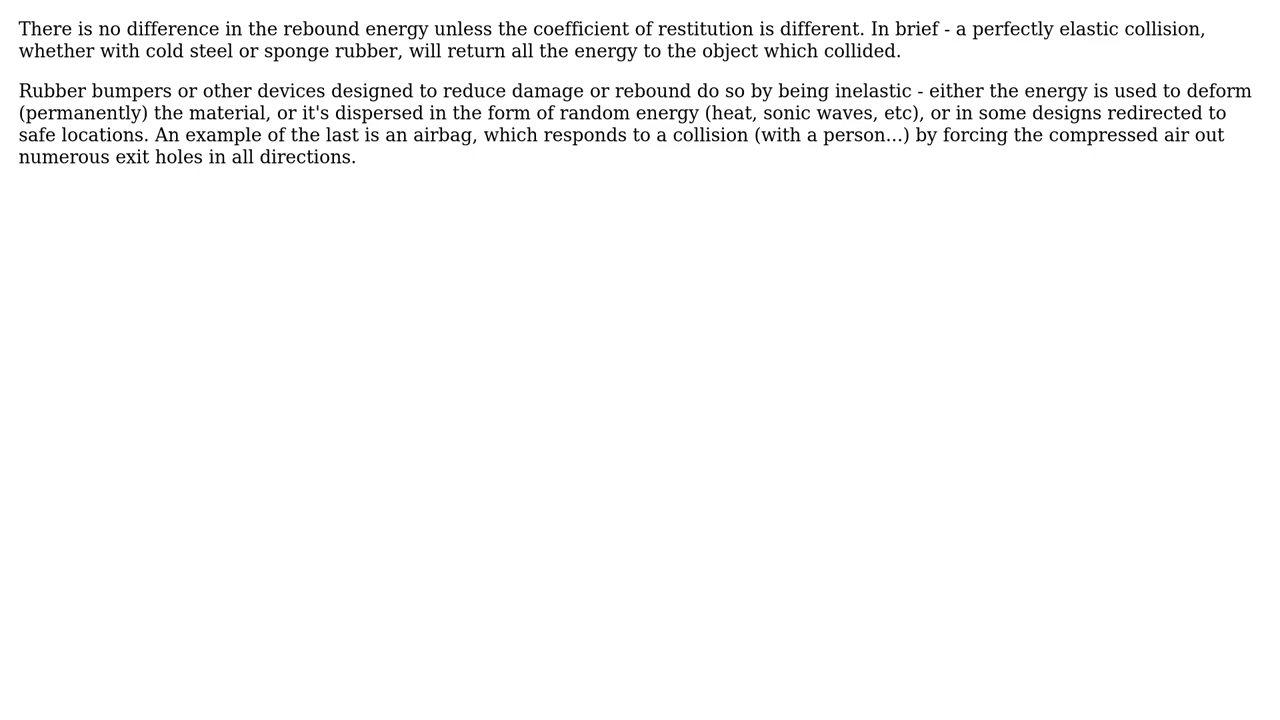 There is no difference in the rebound energy unless the coefficient of restitution is different. In brief - a perfectly elastic collision,
whether with cold steel or sponge rubber, will return all the energy to the object which collided.
Rubber bumpers or other devices designed to reduce damage or rebound do so by being inelastic - either the energy is used to deform
(permanently) the material, or it's dispersed in the form of random energy (heat, sonic waves, etc), or in some designs redirected to
safe locations. An example of the last is an airbag, which responds to a collision (with a person...) by forcing the compressed air out
numerous exit holes in all directions.